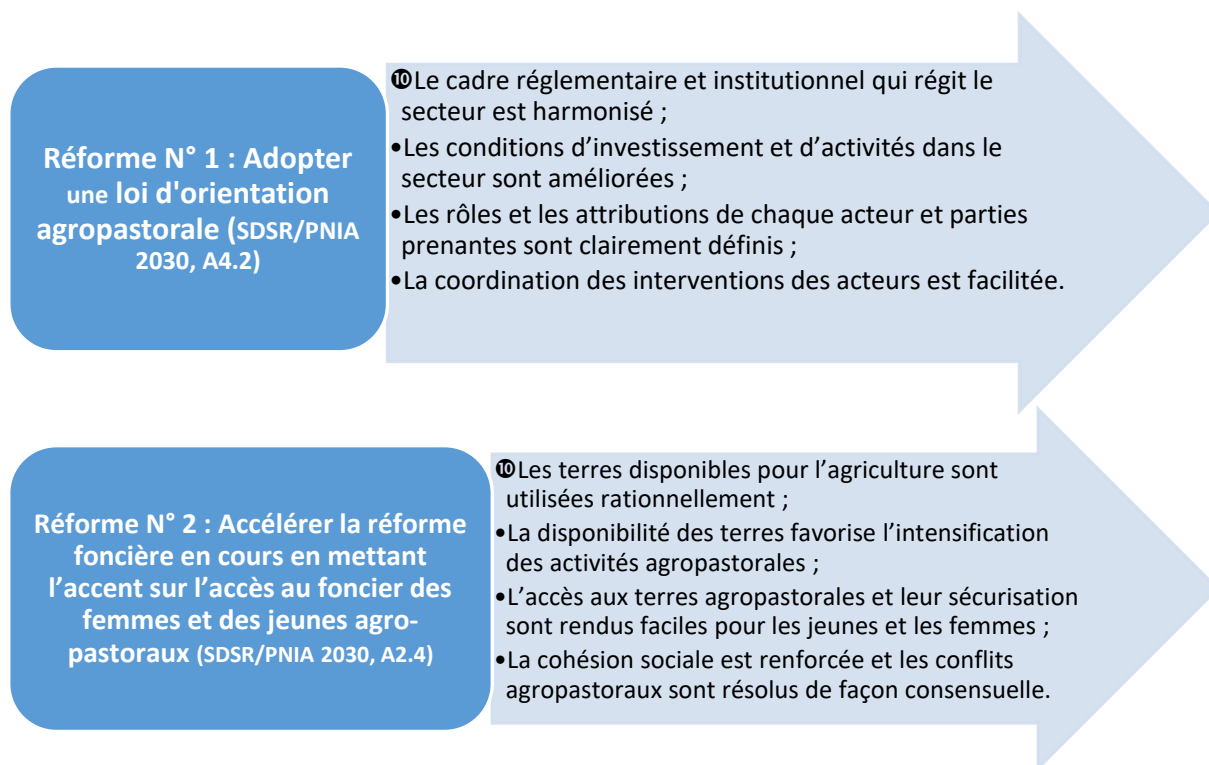 Réforme N° 1 : Adopter
une loi d'orientation
agropastorale (SDSR/PNIA
2030, A4.2)
❿Le cadre réglementaire et institutionnel qui régit le
secteur est harmonisé ;
•Les conditions d’investissement et d’activités dans le
secteur sont améliorées ;
•Les rôles et les attributions de chaque acteur et parties
prenantes sont clairement définis ;
•La coordination des interventions des acteurs est facilitée.
Réforme N° 2 : Accélérer la réforme
foncière en cours en mettant
l’accent sur l’accès au foncier des
femmes et des jeunes agro-
pastoraux (SDSR/PNIA 2030, A2.4)
❿Les terres disponibles pour l’agriculture sont
utilisées rationnellement ;
•La disponibilité des terres favorise l’intensification
des activités agropastorales ;
•L’accès aux terres agropastorales et leur sécurisation
sont rendus faciles pour les jeunes et les femmes ;
•La cohésion sociale est renforcée et les conflits
agropastoraux sont résolus de façon consensuelle.